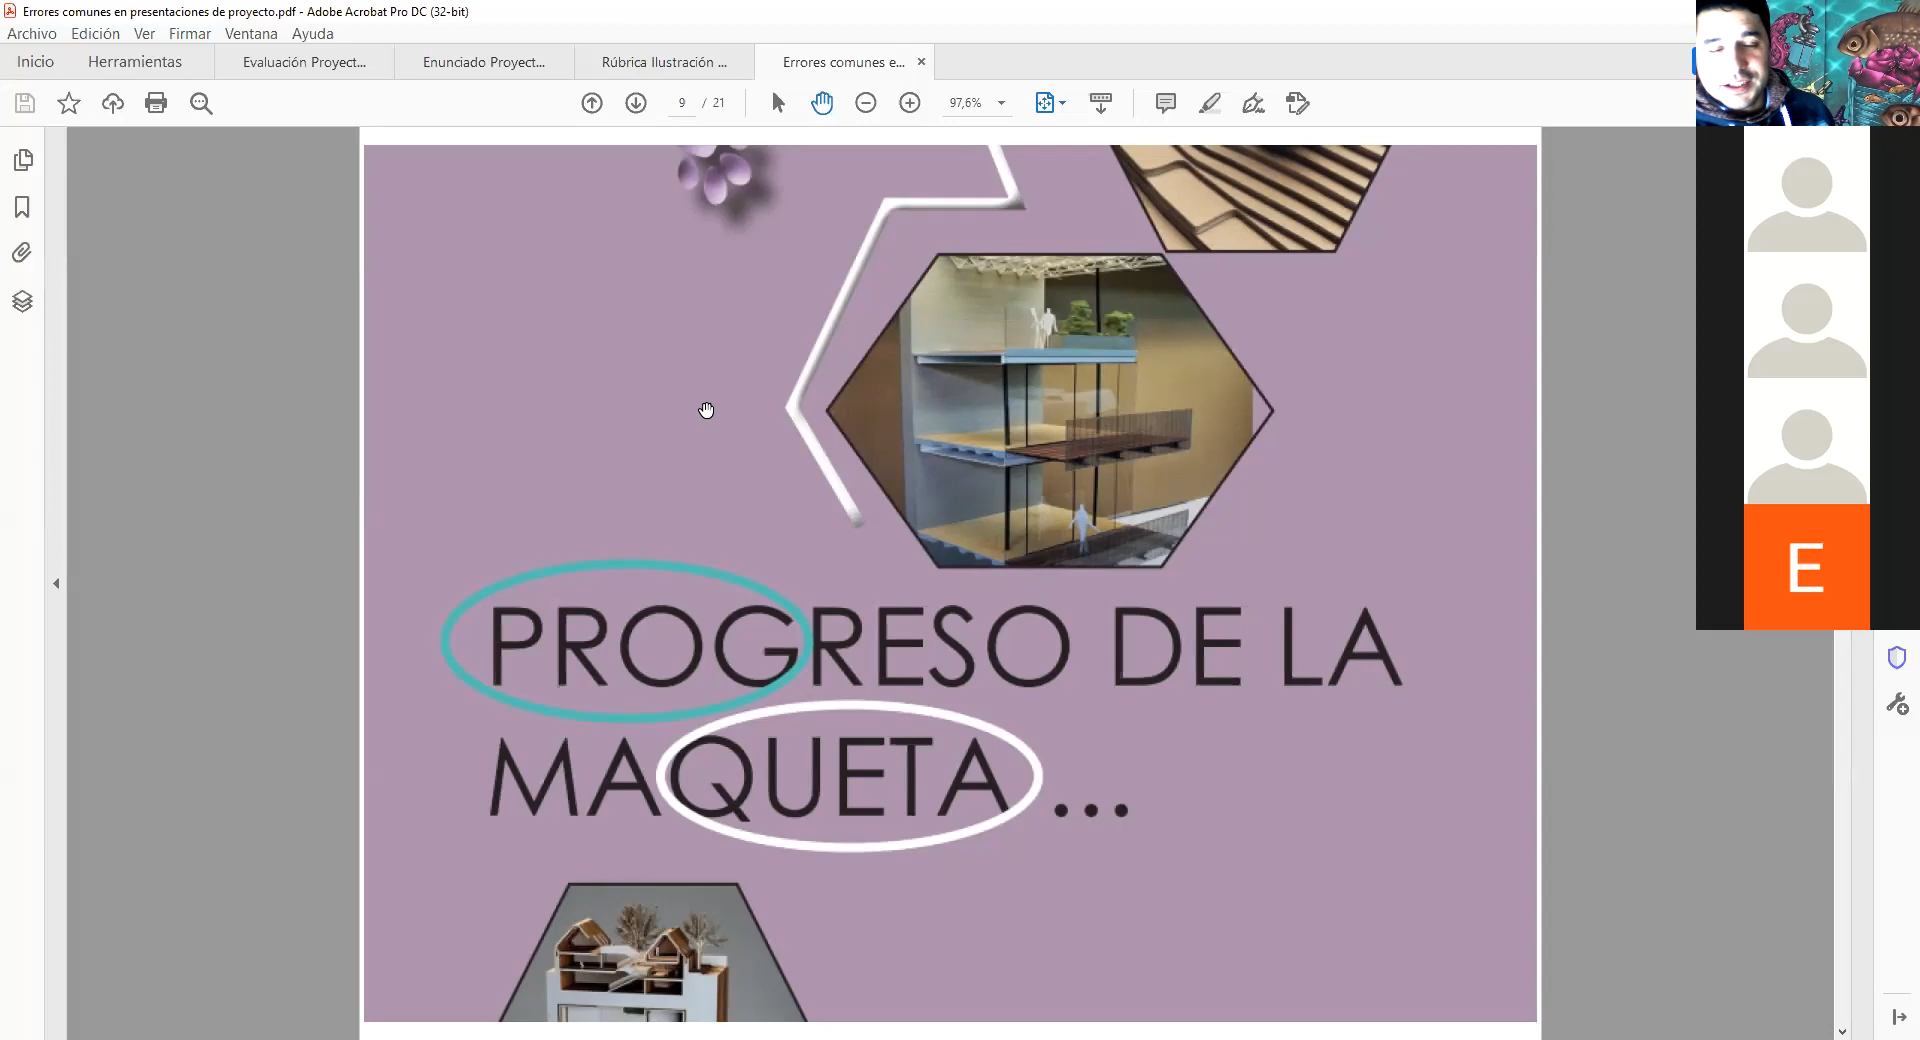 Errores comunes en presentaciones de proyecto.pdf - Adobe Acrobat Pro DC (32-bit)
Archivo Edición Ver Firmar Ventana Ayuda
Inicio Herramientas Evaluación Proyect... Enunciado Proyect... Rúbrica Ilustración ... Errores comunes e... ×
9 / 21 97,6%
PROGRESO DE LA
MAQUETA ...
E